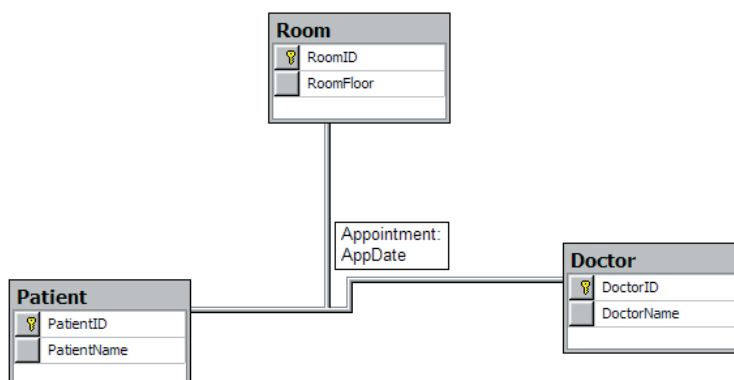 Room
RoomID
RoomFloor
Appointment:
AppDate
Doctor
DoctorID
DoctorName
Patient
PatientID
PatientName